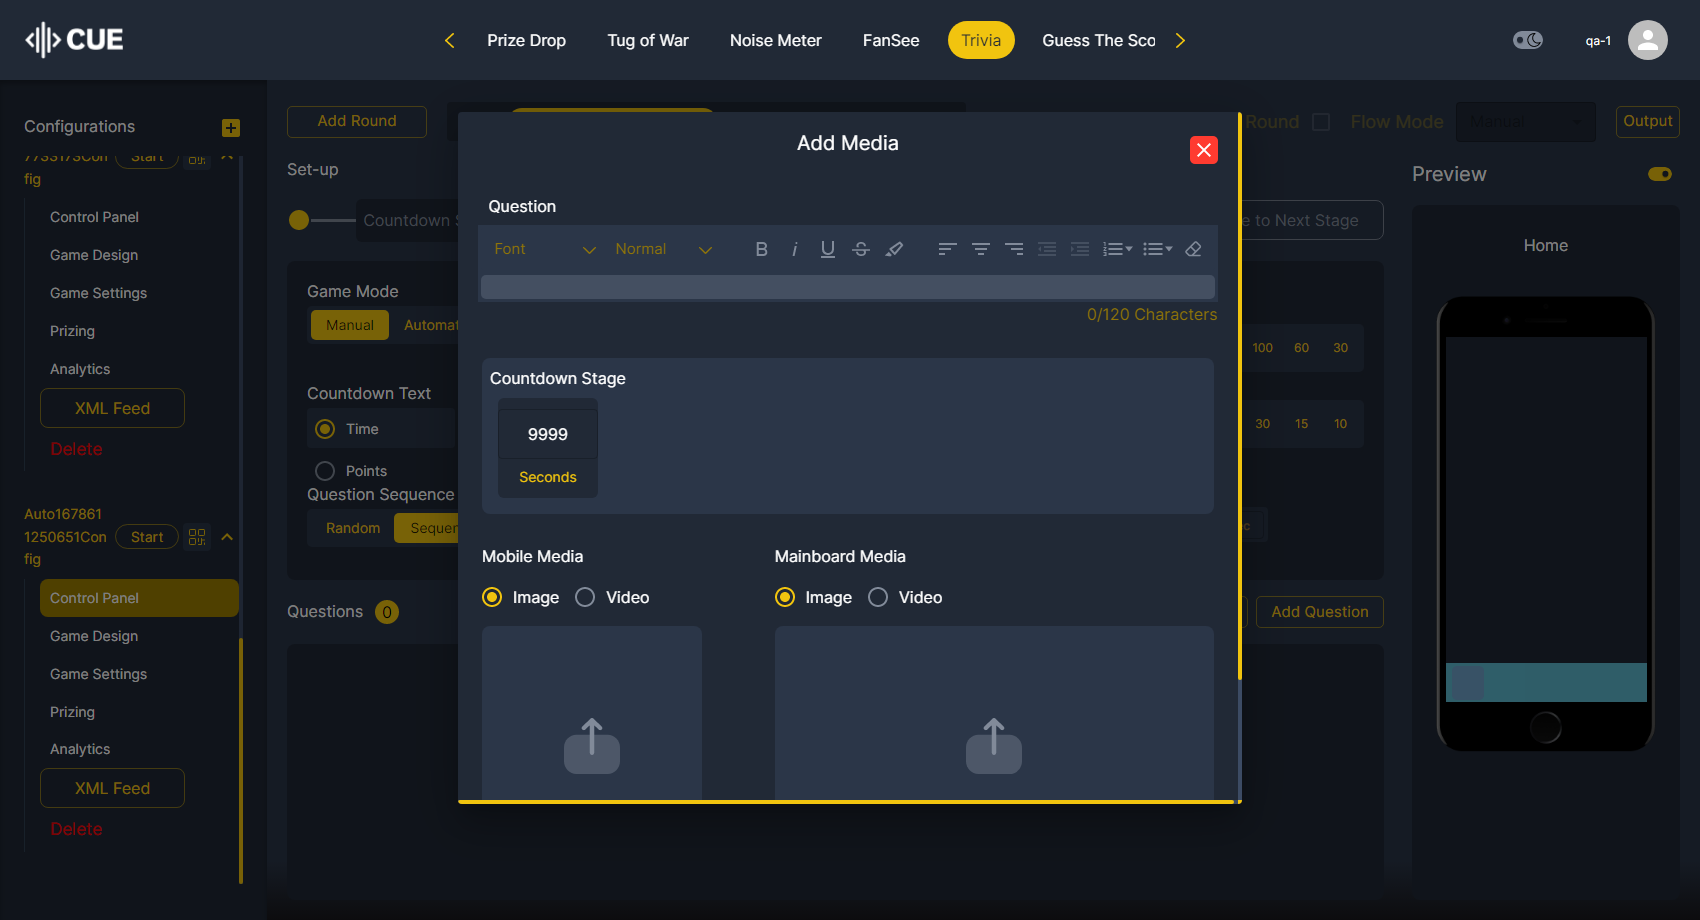 CUE
Prize Drop
Tug of War
Noise Meter
FanSee
Trivia
Guess The Sco
qa-1
Configurations
Add Round
Round
Flow Mode
Manual
Output
7733173Con
fig
Start
Control Panel
Game Design
Game Settings
Prizing
Analytics
XML Feed
Delete
Auto167861
1250651Con
fig
Start
Control Panel
Game Design
Game Settings
Prizing
Analytics
XML Feed
Delete
Set-up
Countdown S
e to Next Stage
Game Mode
Manual
Automat
Countdown Text
Time
Points
Question Sequence
Random
Sequen
100
60
30
30
15
10
c
Questions
0
Add Question
Add Media
Question
Font
Normal
B
i
U
S
0/120 Characters
Countdown Stage
9999
Seconds
Mobile Media
Image
Video
Mainboard Media
Image
Video
Preview
Home